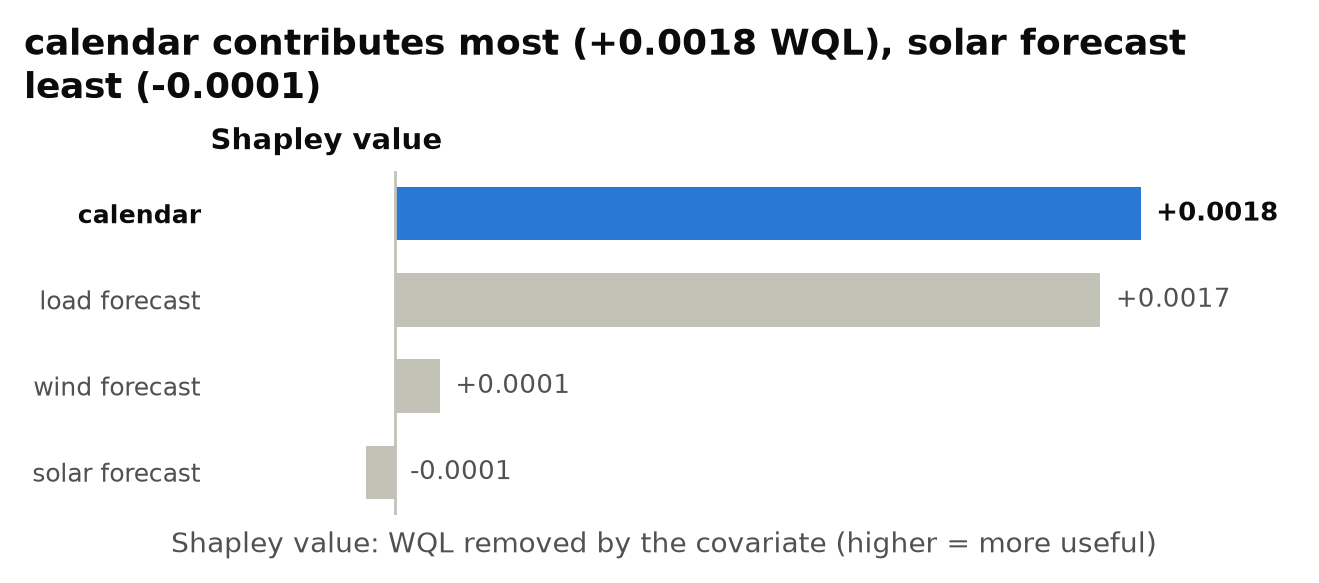 calendar contributes most (+0.0018 WQL), solar forecast
least (-0.0001)
Shapley value
calendar
+0.0018
load forecast
+0.0017
wind forecast
+0.0001
solar forecast
-0.0001
Shapley value: WQL removed by the covariate (higher = more useful)